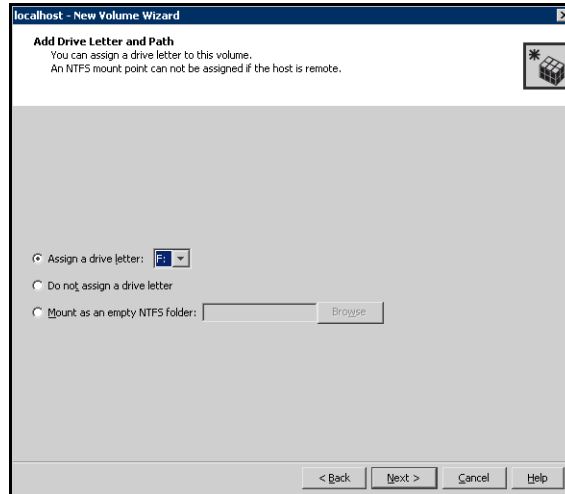 localhost - New Volume Wizard
Add Drive Letter and Path
You can assign a drive letter to this volume.
An NTFS mount point can not be assigned if the host is remote.
Assign a drive letter: F:
Do not assign a drive letter
Mount as an empty NTFS folder: Browse
< Back Next > Cancel Help